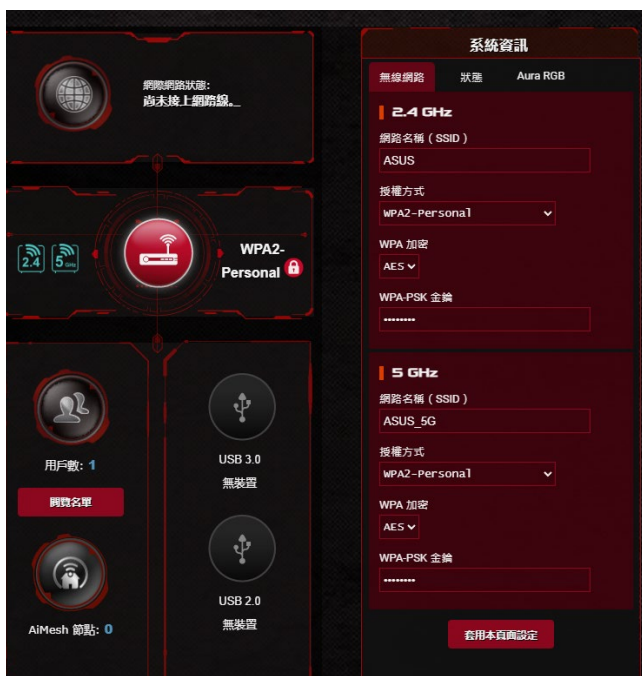 網際網路狀態:
尚未接上網路線。
2.4
5
GHz
WPA2-
Personal
用戶數: 1
閱覽名單
AiMesh 節點: 0
USB 3.0
無裝置
USB 2.0
無裝置
系統資訊
無線網路 狀態 Aura RGB
2.4 GHz
網路名稱 ( SSID )
ASUS
授權方式
WPA2-Personal
WPA 加密
AES
WPA-PSK 金鑰
••••••••
5 GHz
網路名稱 ( SSID )
ASUS_5G
授權方式
WPA2-Personal
WPA 加密
AES
WPA-PSK 金鑰
••••••••
套用本頁面設定